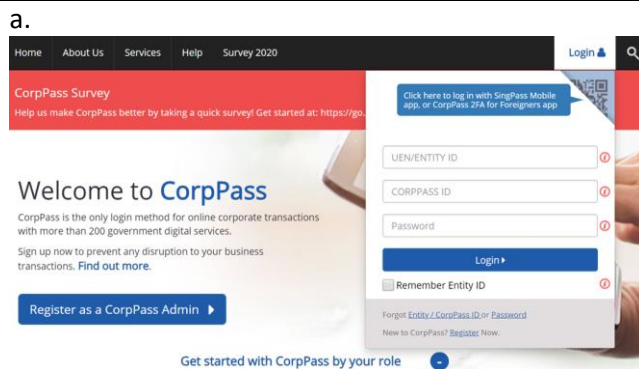 a.
Home About Us Services Help Survey 2020 Login
CorpPass Survey
Help us make CorpPass better by taking a quick survey! Get started at: https://go.
Click here to log in with SingPass Mobile
app, or CorpPass 2FA for Foreigners app
UEN/ENTITY ID
CORPPASS ID
Password
Login
Remember Entity ID
Forgot Entity / CorpPass ID or Password
New to CorpPass? Register Now.
Welcome to CorpPass
CorpPass is the only login method for online corporate transactions
with more than 200 government digital services.
Sign up now to prevent any disruption to your business
transactions. Find out more.
Register as a CorpPass Admin
Get started with CorpPass by your role